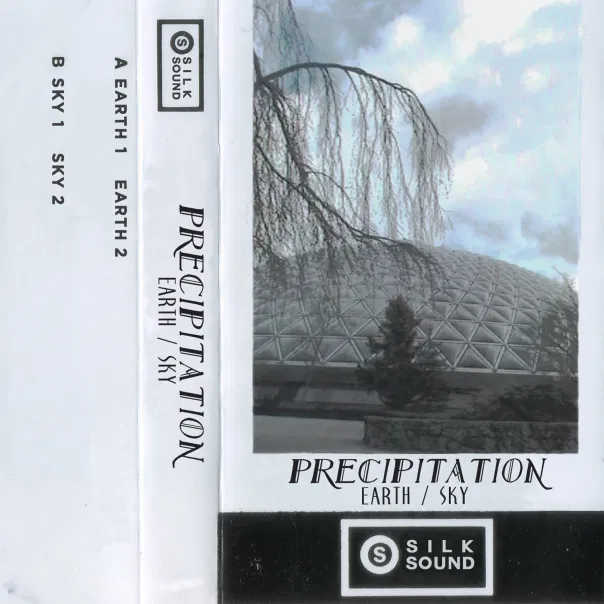 A EARTH 1 EARTH 2
B SKY 1 SKY 2
S SILK
SOUND
PRECIPITATION
EARTH / SKY
PRECIPITATION
EARTH / SKY
S SILK
SOUND